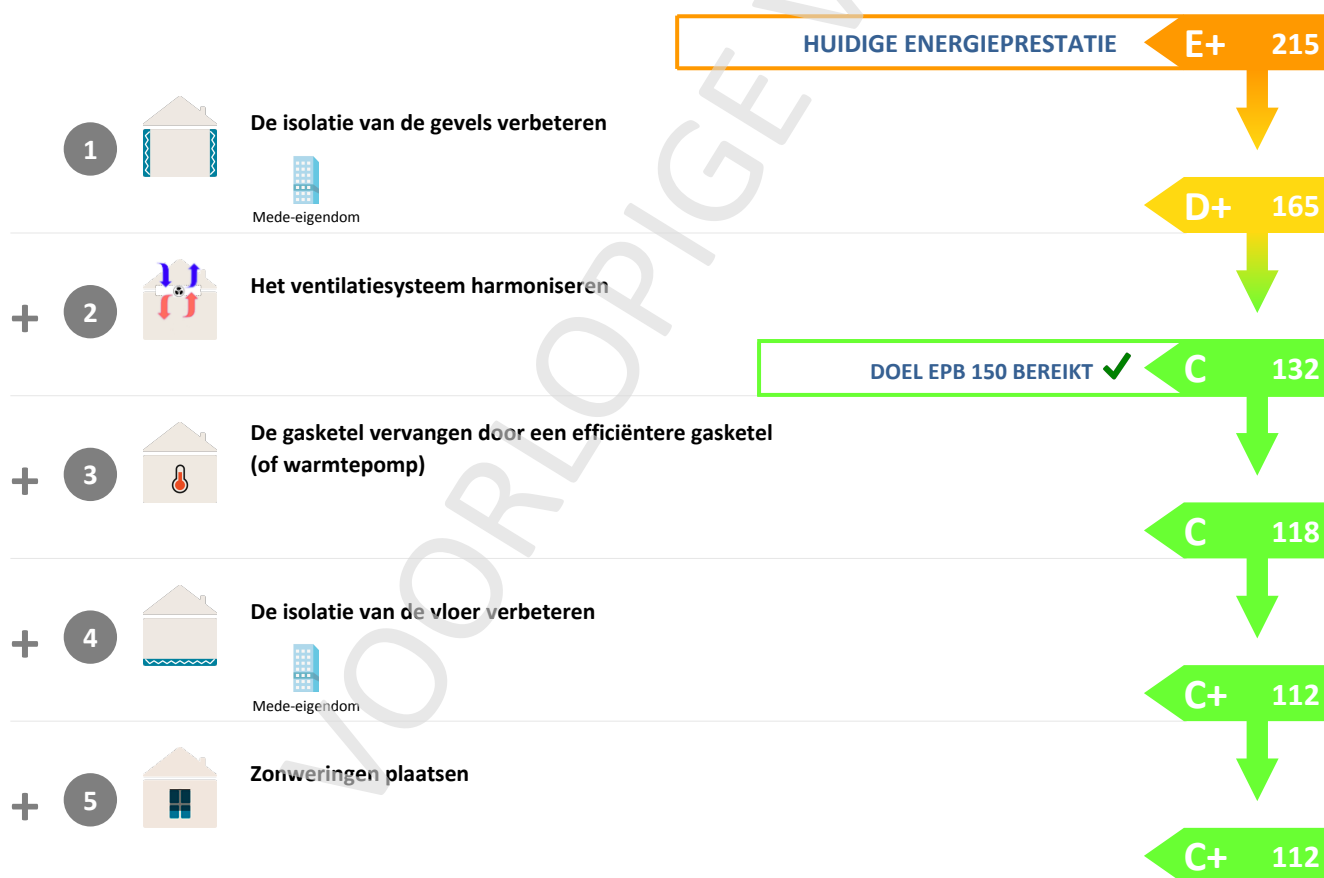 HUIDIGE ENERGIEPRESTATIE E+ 215
1 De isolatie van de gevels verbeteren
Mede-eigendom
D+ 165
+ 2 Het ventilatiesysteem harmoniseren
DOEL EPB 150 BEREIKT ✓ C 132
+ 3 De gasketel vervangen door een efficiëntere gasketel
(of warmtepomp)
C 118
+ 4 De isolatie van de vloer verbeteren
Mede-eigendom
C+ 112
+ 5 Zonweringen plaatsen
C+ 112
VOORLOPIGE